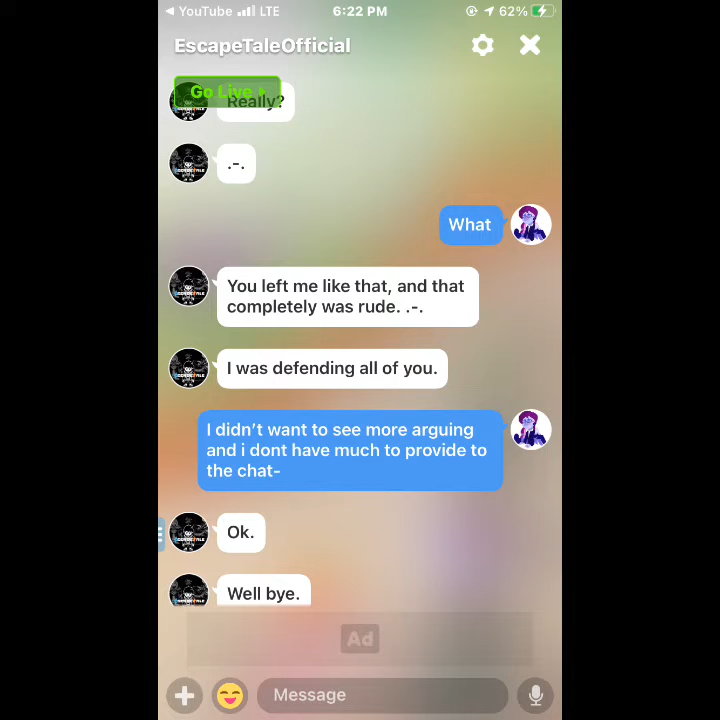 ◀ YouTube LTE 6:22 PM 62%
EscapeTaleOfficial
Go Live
Really?
.-.
What
You left me like that, and that
completely was rude. .-.
I was defending all of you.
I didn’t want to see more arguing
and i dont have much to provide to
the chat-
Ok.
Well bye.
Ad
Message